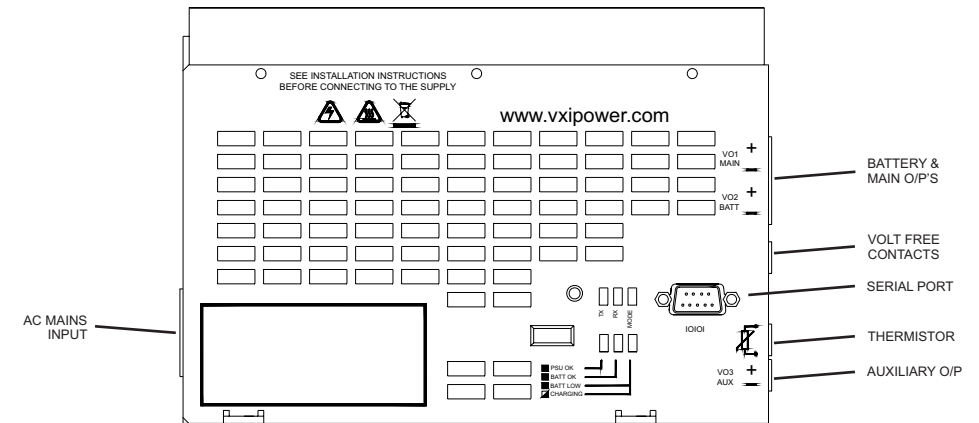 SEE INSTALLATION INSTRUCTIONS
BEFORE CONNECTING TO THE SUPPLY
www.vxipower.com
VO1
MAIN
+
VO2
BATT
+
BATTERY &
MAIN O/P'S
VOLT FREE
CONTACTS
SERIAL PORT
TX
RX
MODE
IOIOI
AC MAINS
INPUT
THERMISTOR
PSU OK
BATT OK
BATT LOW
CHARGING
VO3
AUX
+
AUXILIARY O/P